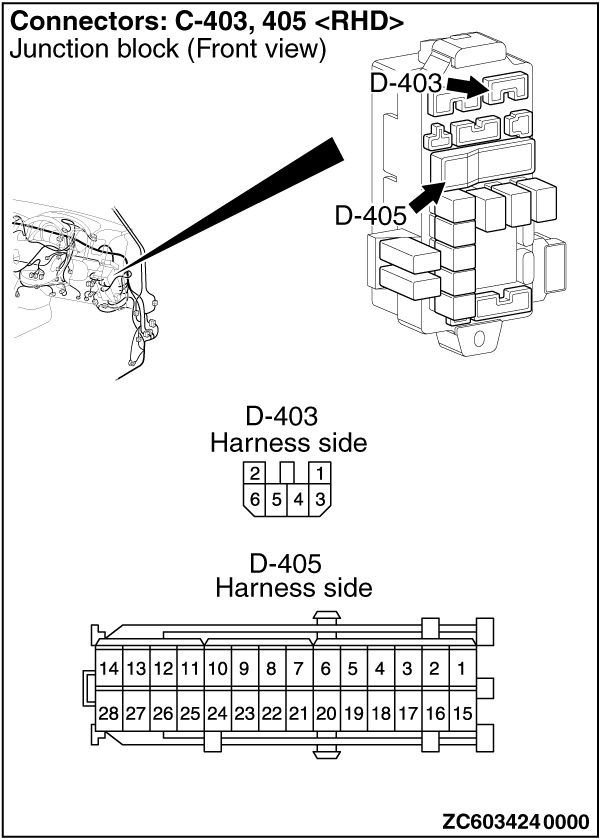 Connectors: C-403, 405 <RHD>
Junction block (Front view)
D-403
D-405
D-403
Harness side
2 1
6 5 4 3
D-405
Harness side
14 13 12 11 10 9 8 7 6 5 4 3 2 1
28 27 26 25 24 23 22 21 20 19 18 17 16 15
ZC6034240000